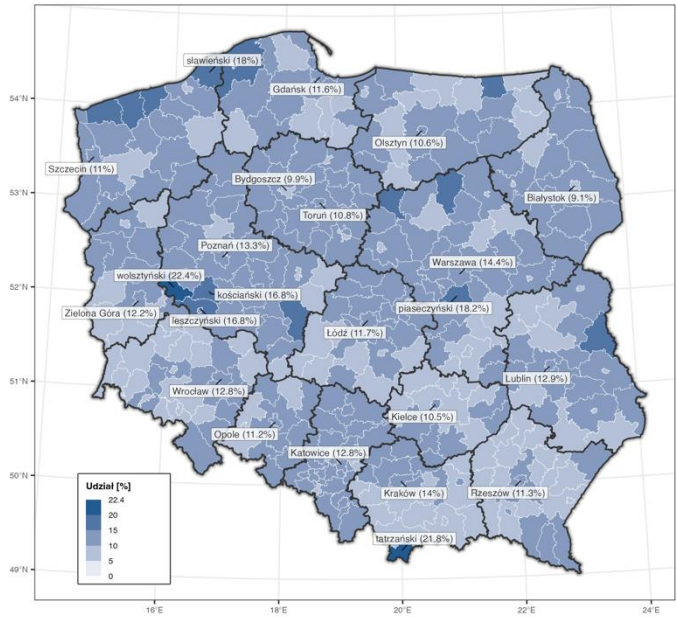 54°N
53°N
52°N
51°N
50°N
49°N
sławieński (18%)
Gdańsk (11.6%)
Olsztyn (10.6%)
Szczecin (11%)
Bydgoszcz (9.9%)
Białystok (9.1%)
Toruń (10.8%)
Poznań (13.3%)
Warszawa (14.4%)
wolsztyński (22.4%)
kościański (16.8%)
piaseczyński (18.2%)
Zielona Góra (12.2%)
leszczyński (16.8%)
Łódź (11.7%)
Lublin (12.9%)
Wrocław (12.8%)
Kielce (10.5%)
Opole (11.2%)
Katowice (12.8%)
Kraków (14%)
Rzeszów (11.3%)
tatrzański (21.8%)
Udział [%]
22.4
20
15
10
0
16°E
18°E
20°E
22°E
24°E